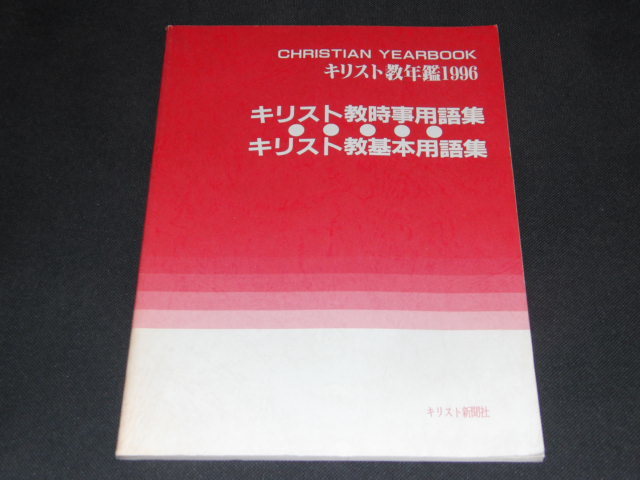 CHRISTIAN YEARBOOK
キリスト教年鑑1996
キリスト教時事用語集
キリスト教基本用語集
キリスト新聞社